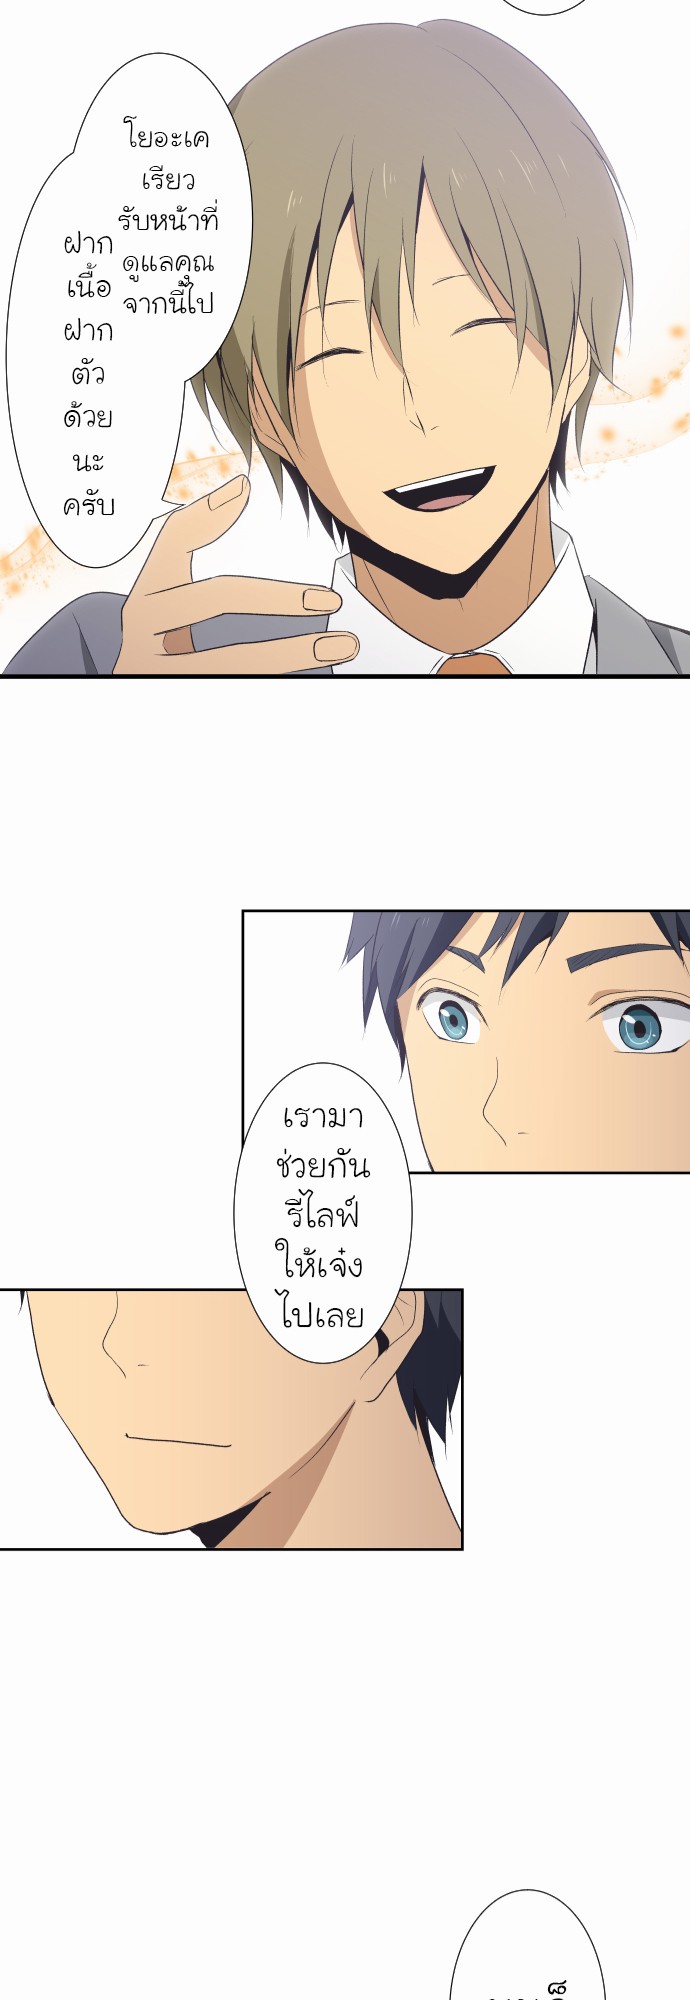 โยอะเค
เรียว
รับหน้าที่
ดูแลคุณ
จากนี้ไป
ฝาก
เนื้อ
ฝาก
ตัว
ด้วย
นะ
ครับ
เรามา
ช่วยกัน
รีไลฟ์
ให้เจ๋ง
ไปเลย